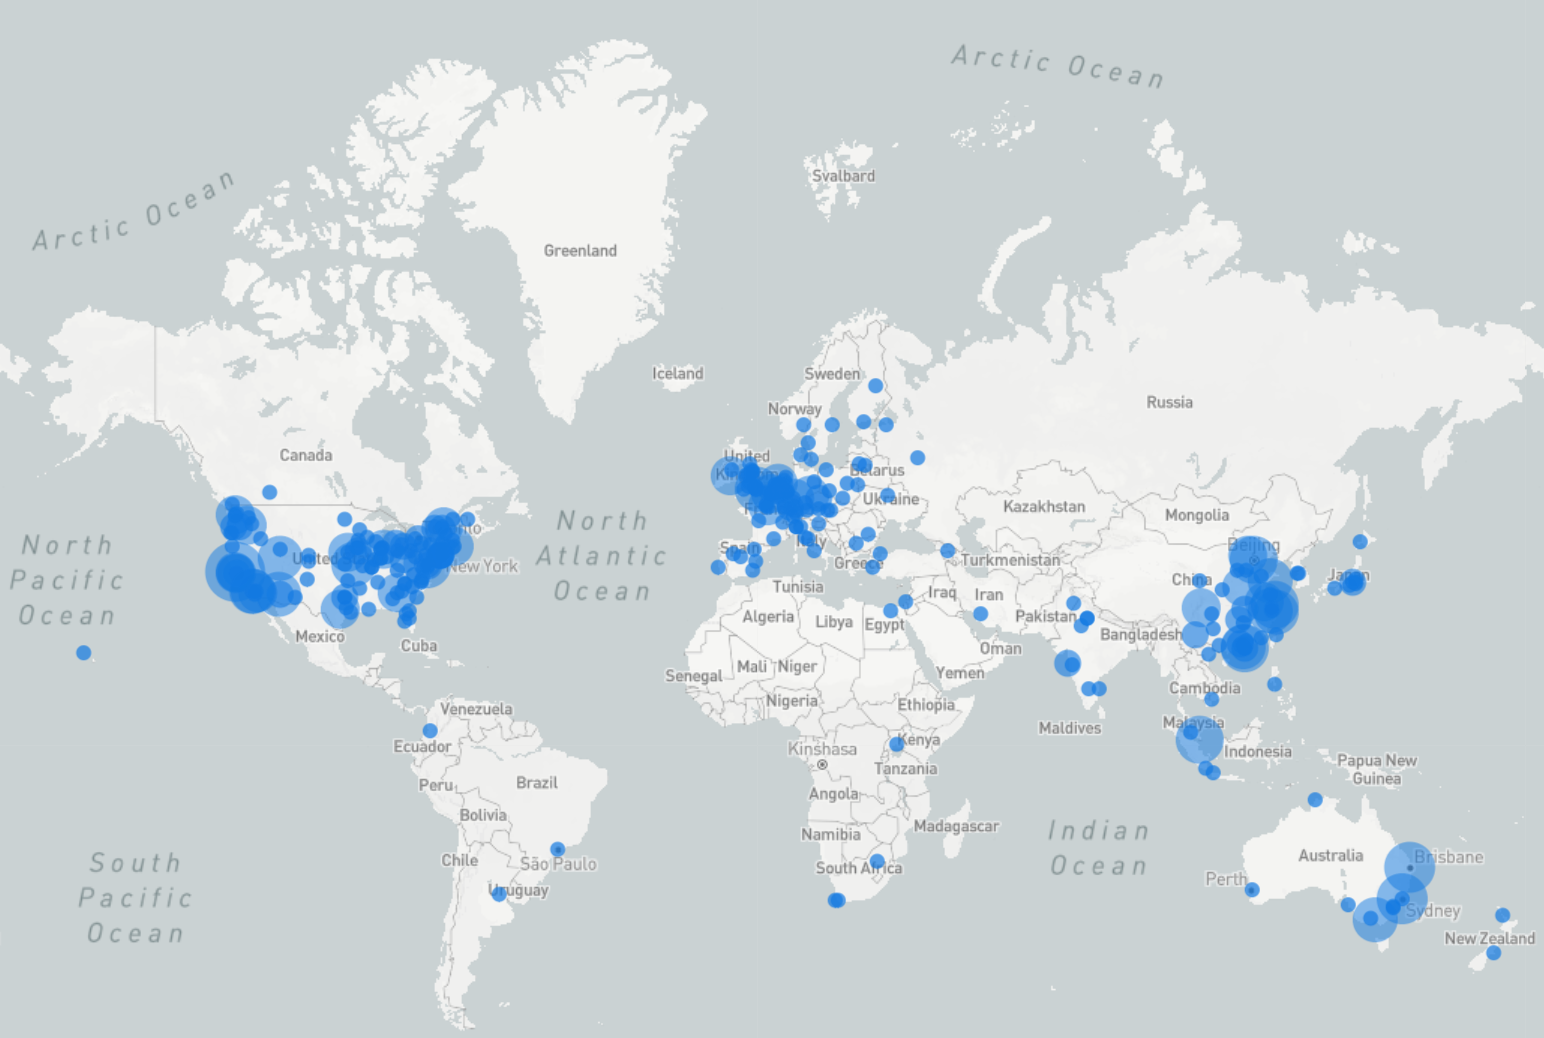 Arctic Ocean
Svalbard
Arctic Ocean
Greenland
Iceland
Sweden
Russia
Norway
Canada
United
Belarus
Ukraine
Kazakhstan
Mongolia
North
Atlantic
Ocean
North
Pacific
Ocean
United
New York
Spain
Italy
Greece
Turkmenistan
Beijing
China
Japan
Tunisia
Iraq
Iran
Algeria
Libya
Egypt
Pakistan
Bangladesh
Mexico
Cuba
Oman
Senegal
Mali
Niger
Yemen
Cambodia
Venezuela
Nigeria
Ethiopia
Maldives
Malaysia
Ecuador
Kinshasa
Kenya
Indonesia
Tanzania
Papua New
Guinea
Peru
Brazil
Angola
Bolivia
Namibia
Madagascar
Indian
Ocean
Chile
São Paulo
South Africa
Australia
Brisbane
Perth
South
Pacific
Ocean
Uruguay
Sydney
New Zealand